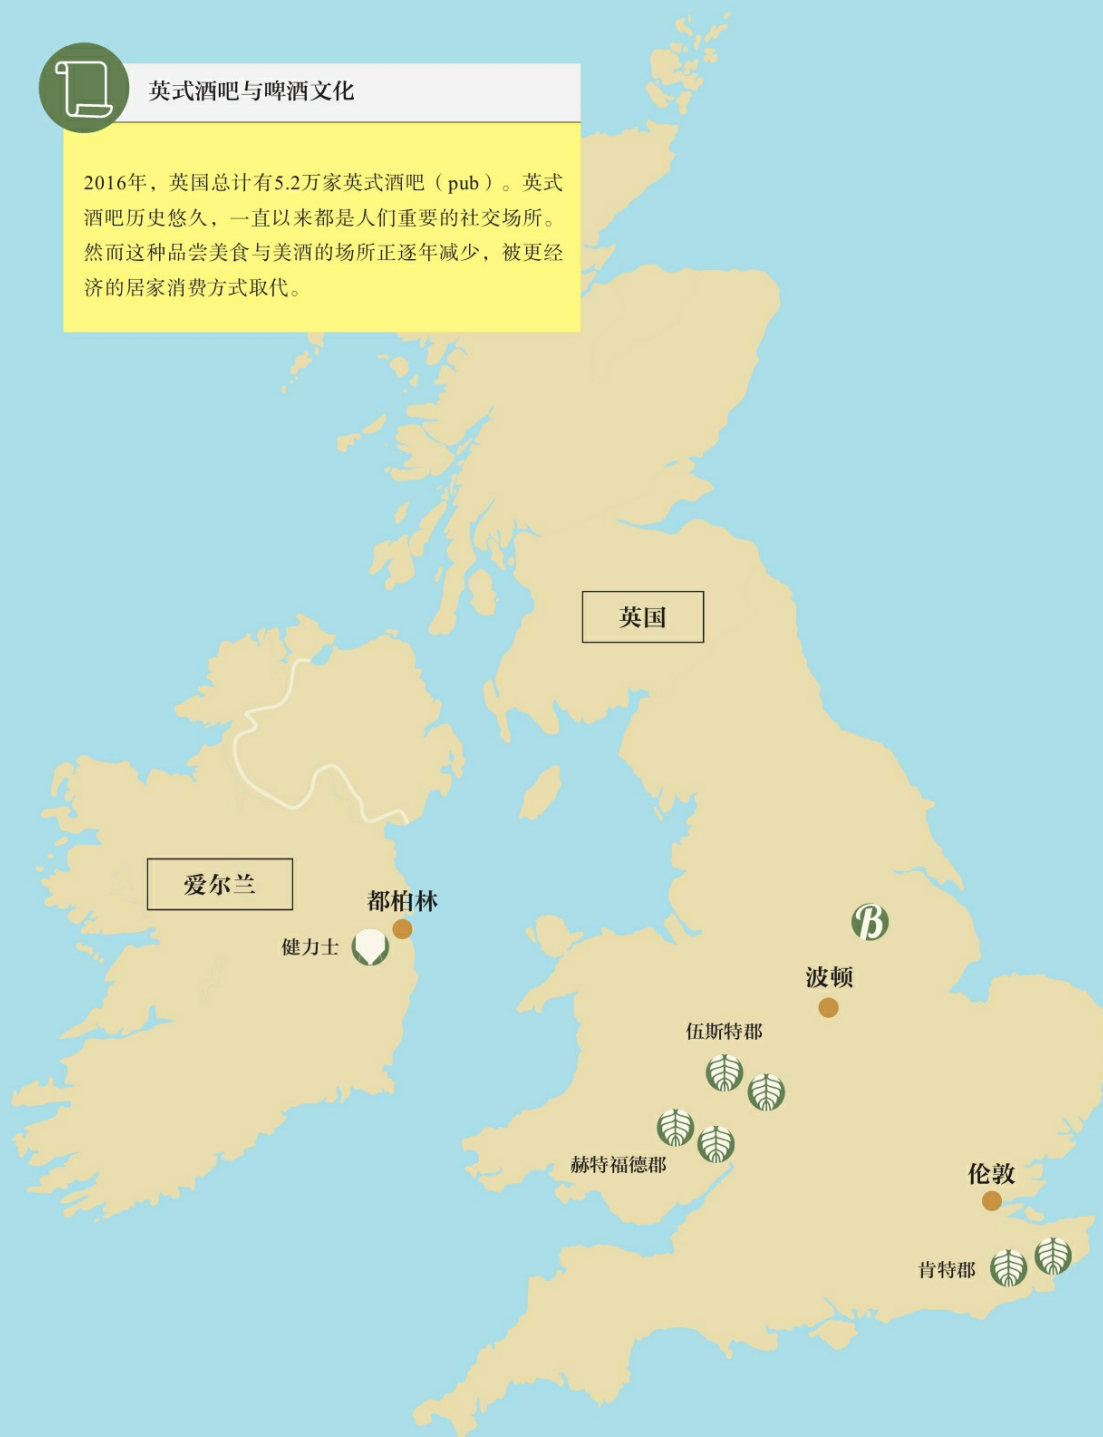 英式酒吧与啤酒文化
2016年，英国总计有5.2万家英式酒吧（pub）。英式
酒吧历史悠久，一直以来都是人们重要的社交场所。
然而这种品尝美食与美酒的场所正逐年减少，被更经
济的居家消费方式取代。
英国
爱尔兰
都柏林
健力士
B
波顿
伍斯特郡
赫特福德郡
伦敦
肯特郡